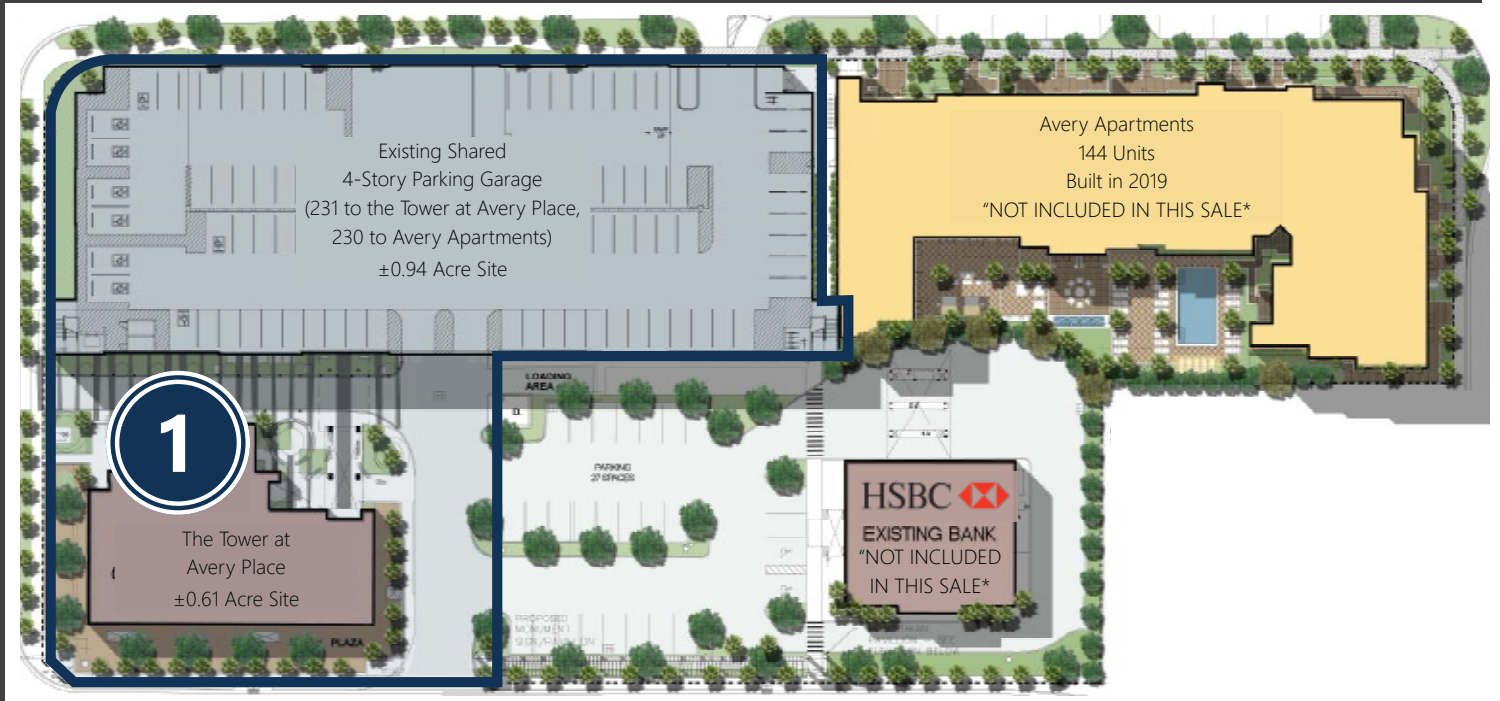 Existing Shared
4-Story Parking Garage
(231 to the Tower at Avery Place,
230 to Avery Apartments)
±0.94 Acre Site
Avery Apartments
144 Units
Built in 2019
“NOT INCLUDED IN THIS SALE*
LOADING
AREA
1
PARKING
27 SPACES
HSBC
EXISTING BANK
“NOT INCLUDED
IN THIS SALE*
The Tower at
Avery Place
±0.61 Acre Site
PLAZA
PROPOSED
MONUMENT